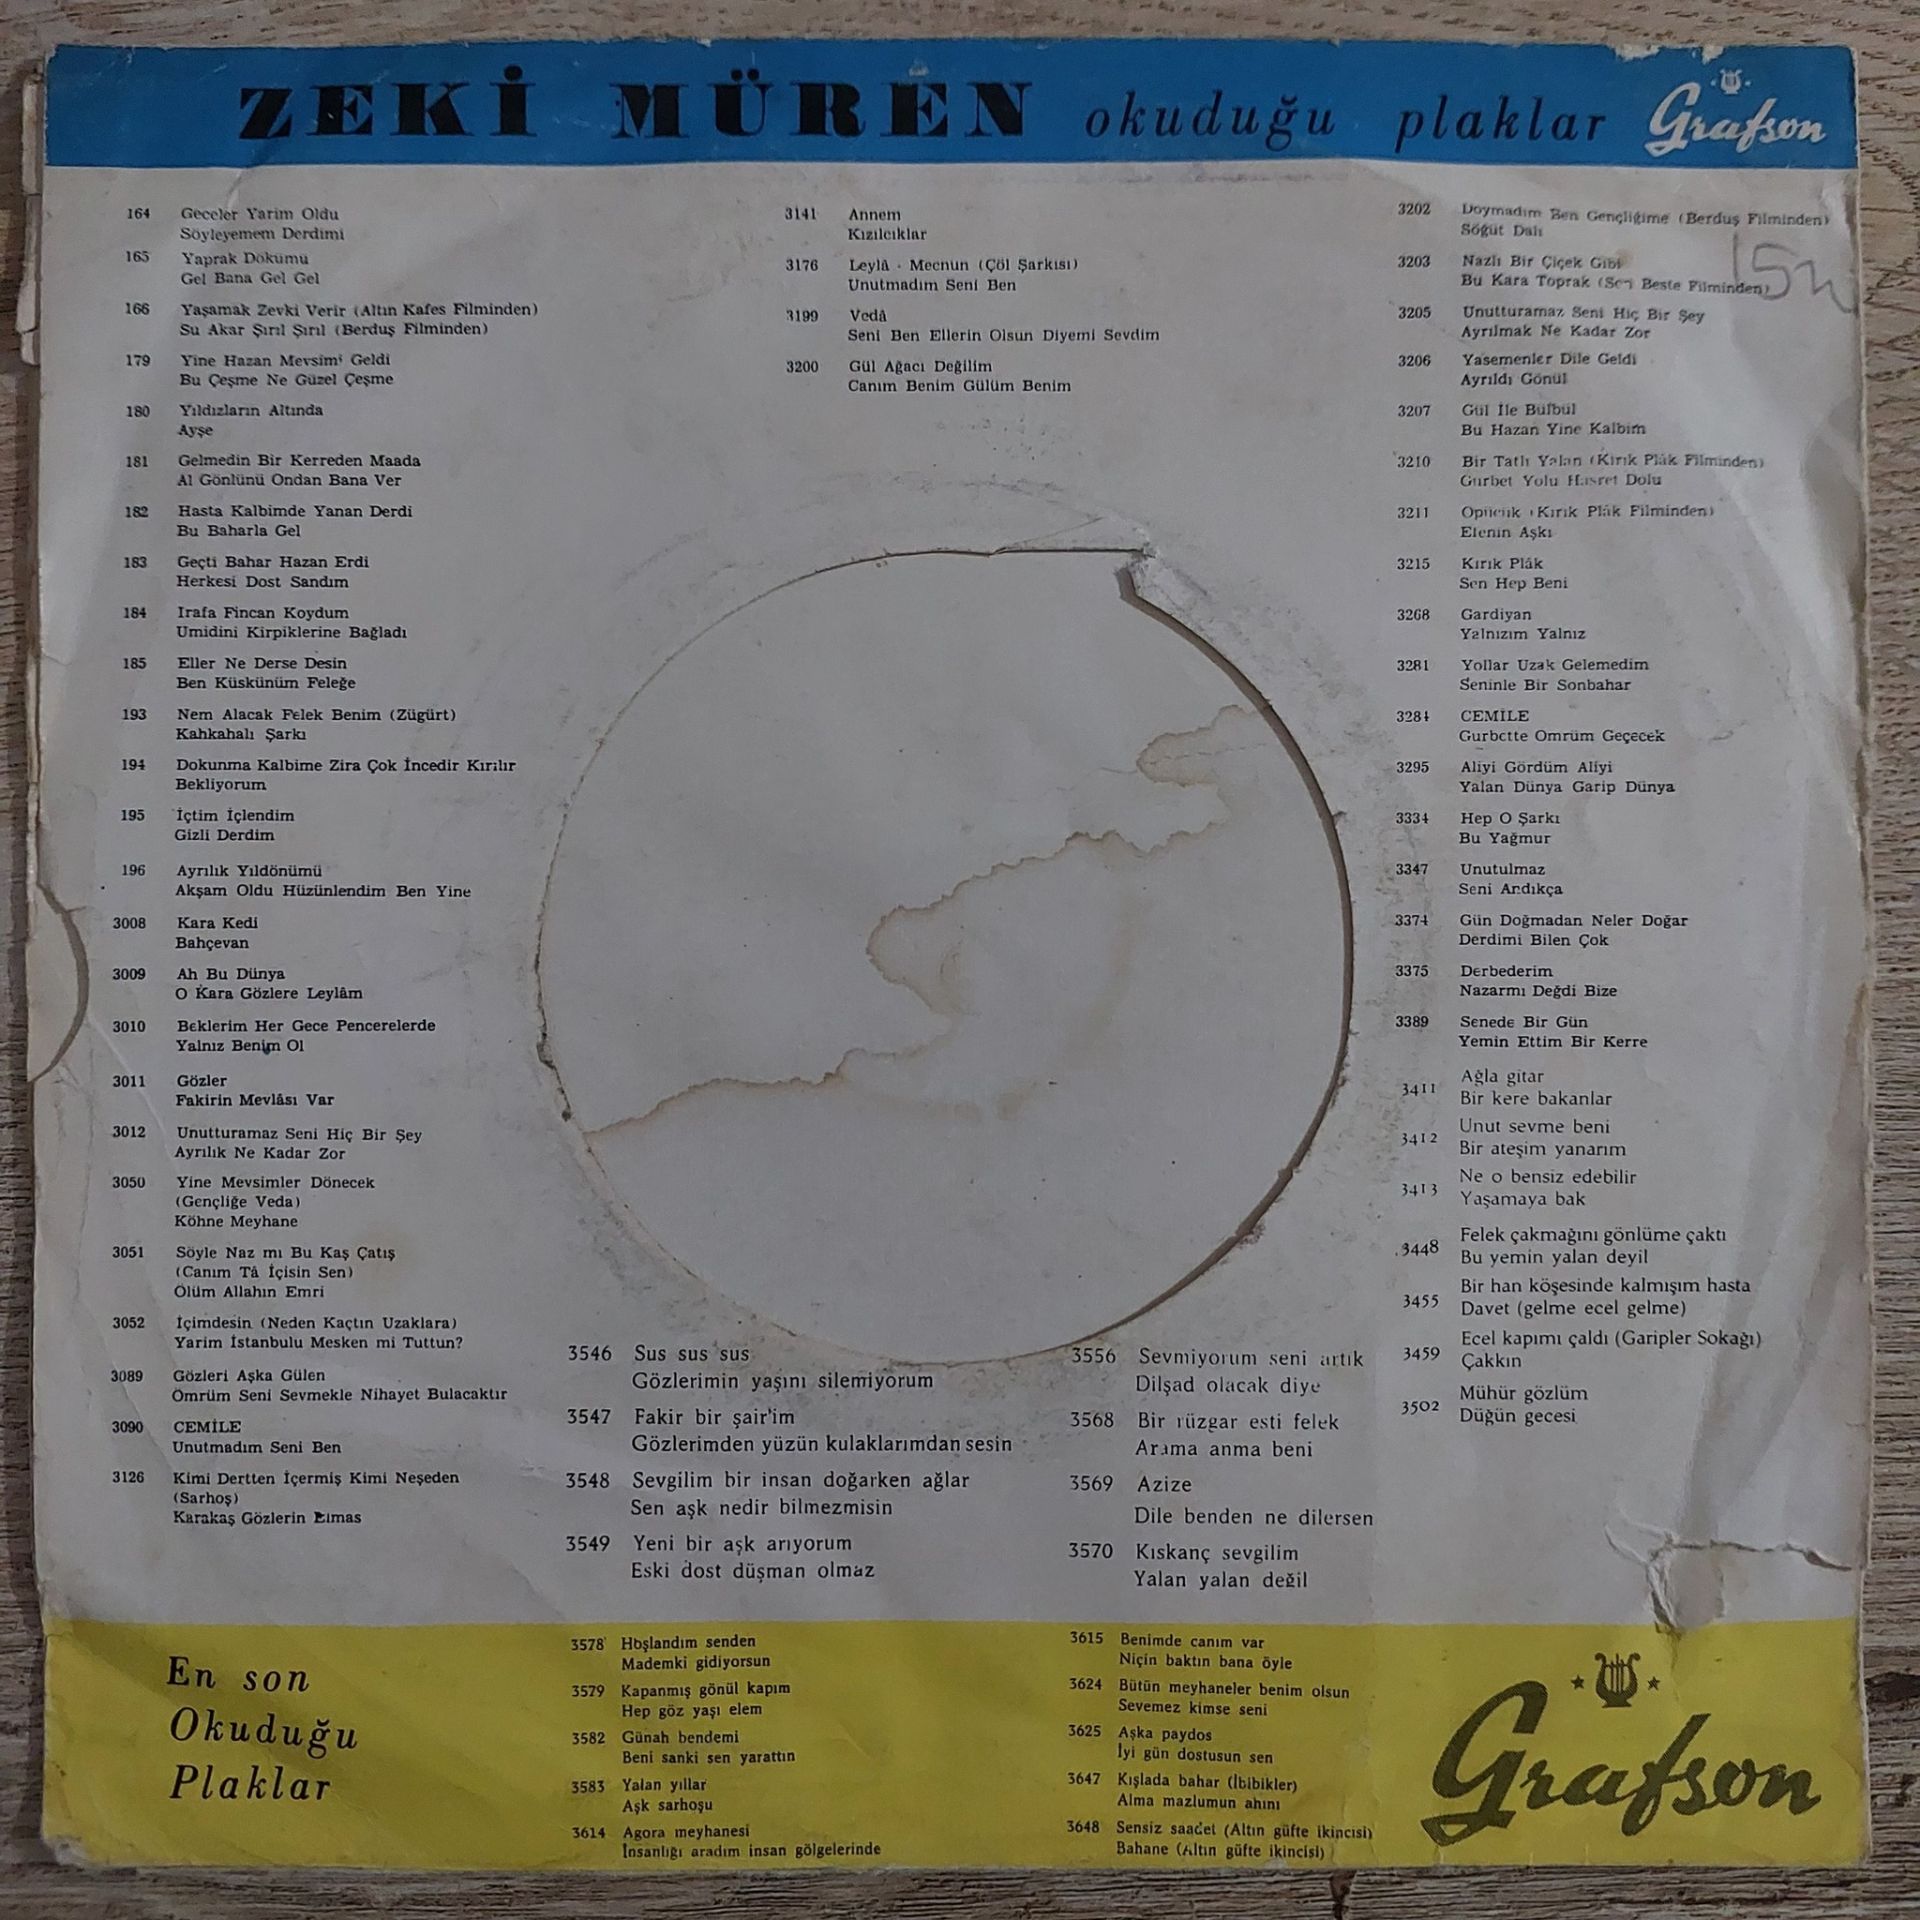 ZEKİ MÜREN okuduğu plaklar Grafson
164 Geceler Yarim Oldu
Söyleyemem Derdimi
165 Yaprak Dökümü
Gel Bana Gel Gel
166 Yaşamak Zevki Verir (Altın Kafes Filminden)
Su Akar Şırıl Şırıl (Berduş Filminden)
179 Yine Hazan Mevsimi Geldi
Bu Çeşme Ne Güzel Çeşme
180 Yıldızların Altında
Ayşe
181 Gelmedin Bir Kerreden Maada
Al Gönlünü Ondan Bana Ver
182 Hasta Kalbimde Yanan Derdi
Bu Baharla Gel
183 Geçti Bahar Hazan Erdi
Herkesi Dost Sandım
184 Irafa Fincan Koydum
Umidini Kirpiklerine Bağladı
185 Eller Ne Derse Desin
Ben Küskünüm Feleğe
193 Nem Alacak Felek Benim (Zügürt)
Kahkahalı Şarkı
194 Dokunma Kalbime Zira Çok İncedir Kırılır
Bekliyorum
195 İçtim İçlendim
Gizli Derdim
196 Ayrılık Yıldönümü
Akşam Oldu Hüzünlendim Ben Yine
3008 Kara Kedi
Bahçevan
3009 Ah Bu Dünya
O Kara Gözlere Leylâm
3010 Beklerim Her Gece Pencerelerde
Yalnız Benim Ol
3011 Gözler
Fakirin Mevlâsı Var
3012 Unutturamaz Seni Hiç Bir Şey
Ayrılık Ne Kadar Zor
3050 Yine Mevsimler Dönecek
(Gençliğe Veda)
Köhne Meyhane
3051 Söyle Naz mı Bu Kaş Çatış
(Canım Tâ İçisin Sen)
Ölüm Allahın Emri
3052 İçimdesin (Neden Kaçtın Uzaklara)
Yarim İstanbulu Mesken mi Tuttun?
3089 Gözleri Aşka Gülen
Ömrüm Seni Sevmekle Nihayet Bulacaktır
3090 CEMİLE
Unutmadım Seni Ben
3126 Kimi Dertten İçermiş Kimi Neşeden
(Sarhoş)
Karakaş Gözlerin Elmas
3141 Annem
Kızılcıklar
3176 Leylâ - Mecnun (Çöl Şarkısı)
Unutmadım Seni Ben
3199 Vedâ
Seni Ben Ellerin Olsun Diyemi Sevdim
3200 Gül Ağacı Değilim
Canım Benim Gülüm Benim
3202 Doymadım Ben Gençliğime (Berduş Filminden)
Söğüt Dalı
3203 Nazlı Bir Çiçek Gibi
Bu Kara Toprak (Son Beste Filminden)
3205 Unutturamaz Seni Hiç Bir Şey
Ayrılmak Ne Kadar Zor
3206 Yasemenler Dile Geldi
Ayrıldı Gönül
3207 Gül İle Bülbül
Bu Hazan Yine Kalbim
3210 Bir Tatlı Yalan (Kırık Plâk Filminden)
Gurbet Yolu Hasret Dolu
3211 Öpücük (Kırık Plâk Filminden)
Elenin Aşkı
3215 Kırık Plâk
Sen Hep Beni
3268 Gardiyan
Yalnızım Yalnız
3281 Yollar Uzak Gelemedim
Seninle Bir Sonbahar
3284 CEMİLE
Gurbette Ömrüm Geçecek
3295 Aliyi Gördüm Aliyi
Yalan Dünya Garip Dünya
3334 Hep O Şarkı
Bu Yağmur
3347 Unutulmaz
Seni Andıkça
3374 Gün Doğmadan Neler Doğar
Derdimi Bilen Çok
3375 Derbederim
Nazarmı Değdi Bize
3389 Senede Bir Gün
Yemin Ettim Bir Kerre
3411 Ağla gitar
Bir kere bakanlar
3412 Unut sevme beni
Bir ateşim yanarım
3413 Ne o bensiz edebilir
Yaşamaya bak
3448 Felek çakmağını gönlüme çaktı
Bu yemin yalan deyil
3455 Bir han köşesinde kalmışım hasta
Davet (gelme ecel gelme)
3459 Ecel kapımı çaldı (Garipler Sokağı)
Çakkın
3502 Mühür gözlüm
Düğün gecesi
3546 Sus sus sus
Gözlerimin yaşını silemiyorum
3547 Fakir bir şair'im
Gözlerimden yüzün kulaklarımdan sesin
3548 Sevgilim bir insan doğarken ağlar
Sen aşk nedir bilmezmisin
3549 Yeni bir aşk arıyorum
Eski dost düşman olmaz
3556 Sevmiyorum seni artık
Dilşad olacak diye
3568 Bir rüzgar esti felek
Arama anma beni
3569 Azize
Dile benden ne dilersen
3570 Kıskanç sevgilim
Yalan yalan değil
En son
Okuduğu
Plaklar
3578 Hoşlandım senden
Mademki gidiyorsun
3579 Kapanmış gönül kapım
Hep göz yaşı elem
3582 Günah bendemi
Beni sanki sen yarattın
3583 Yalan yıllar
Aşk sarhoşu
3614 Agora meyhanesi
İnsanlığı aradım insan gölgelerinde
3615 Benimde canım var
Niçin baktın bana öyle
3624 Bütün meyhaneler benim olsun
Sevemez kimse seni
3625 Aşka paydos
İyi gün dostusun sen
3647 Kışlada bahar (İbibikler)
Alma mazlumun ahını
3648 Sensiz saadet (Altın güfte ikincisi)
Bahane (Altın güfte ikincisi)
Grafson